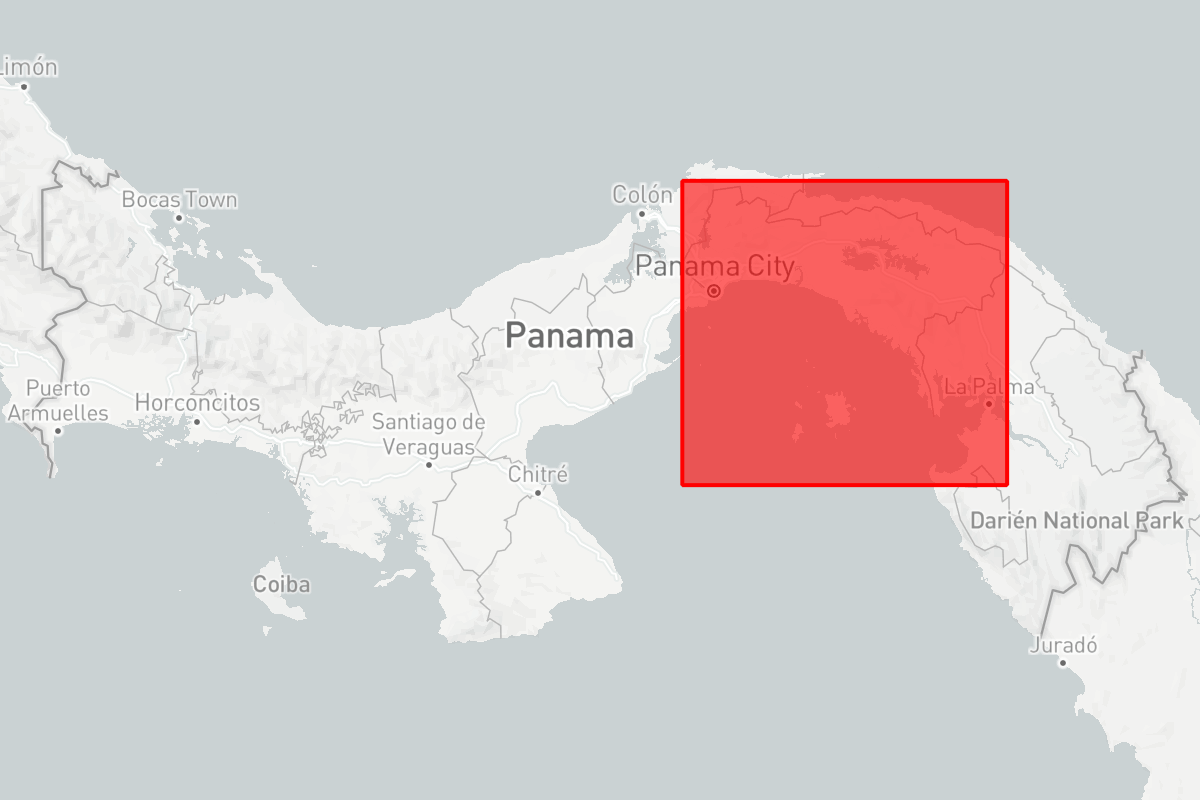 Limón
Bocas Town
Colón
Panama City
Panama
Puerto
Armuelles
Horconcitos
La Palma
Santiago de
Veraguas
Chitré
Darién National Park
Coiba
Juradó